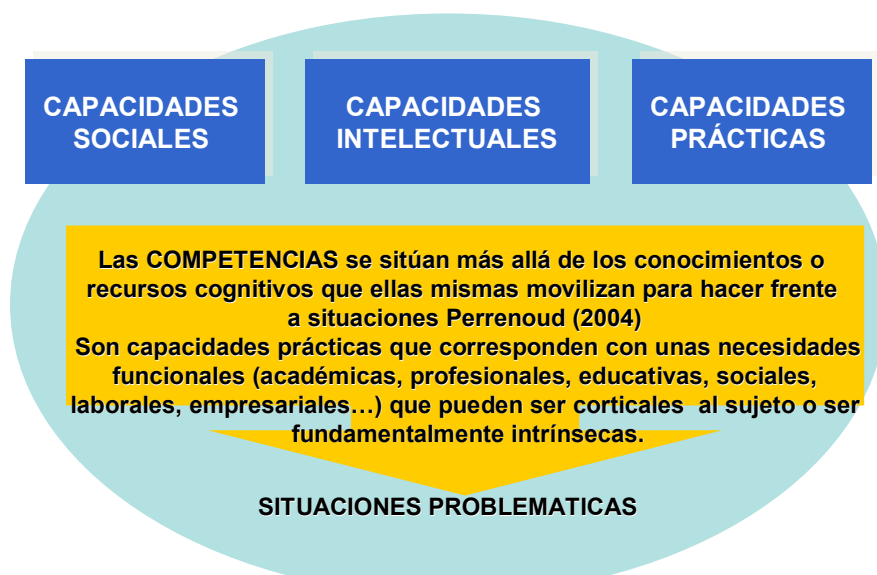 CAPACIDADES
SOCIALES
CAPACIDADES
INTELECTUALES
CAPACIDADES
PRÁCTICAS
Las COMPETENCIAS se sitúan más allá de los conocimientos o
recursos cognitivos que ellas mismas movilizan para hacer frente
a situaciones Perrenoud (2004)
Son capacidades prácticas que corresponden con unas necesidades
funcionales (académicas, profesionales, educativas, sociales,
laborales, empresariales…) que pueden ser corticales al sujeto o ser
fundamentalmente intrínsecas.
SITUACIONES PROBLEMATICAS